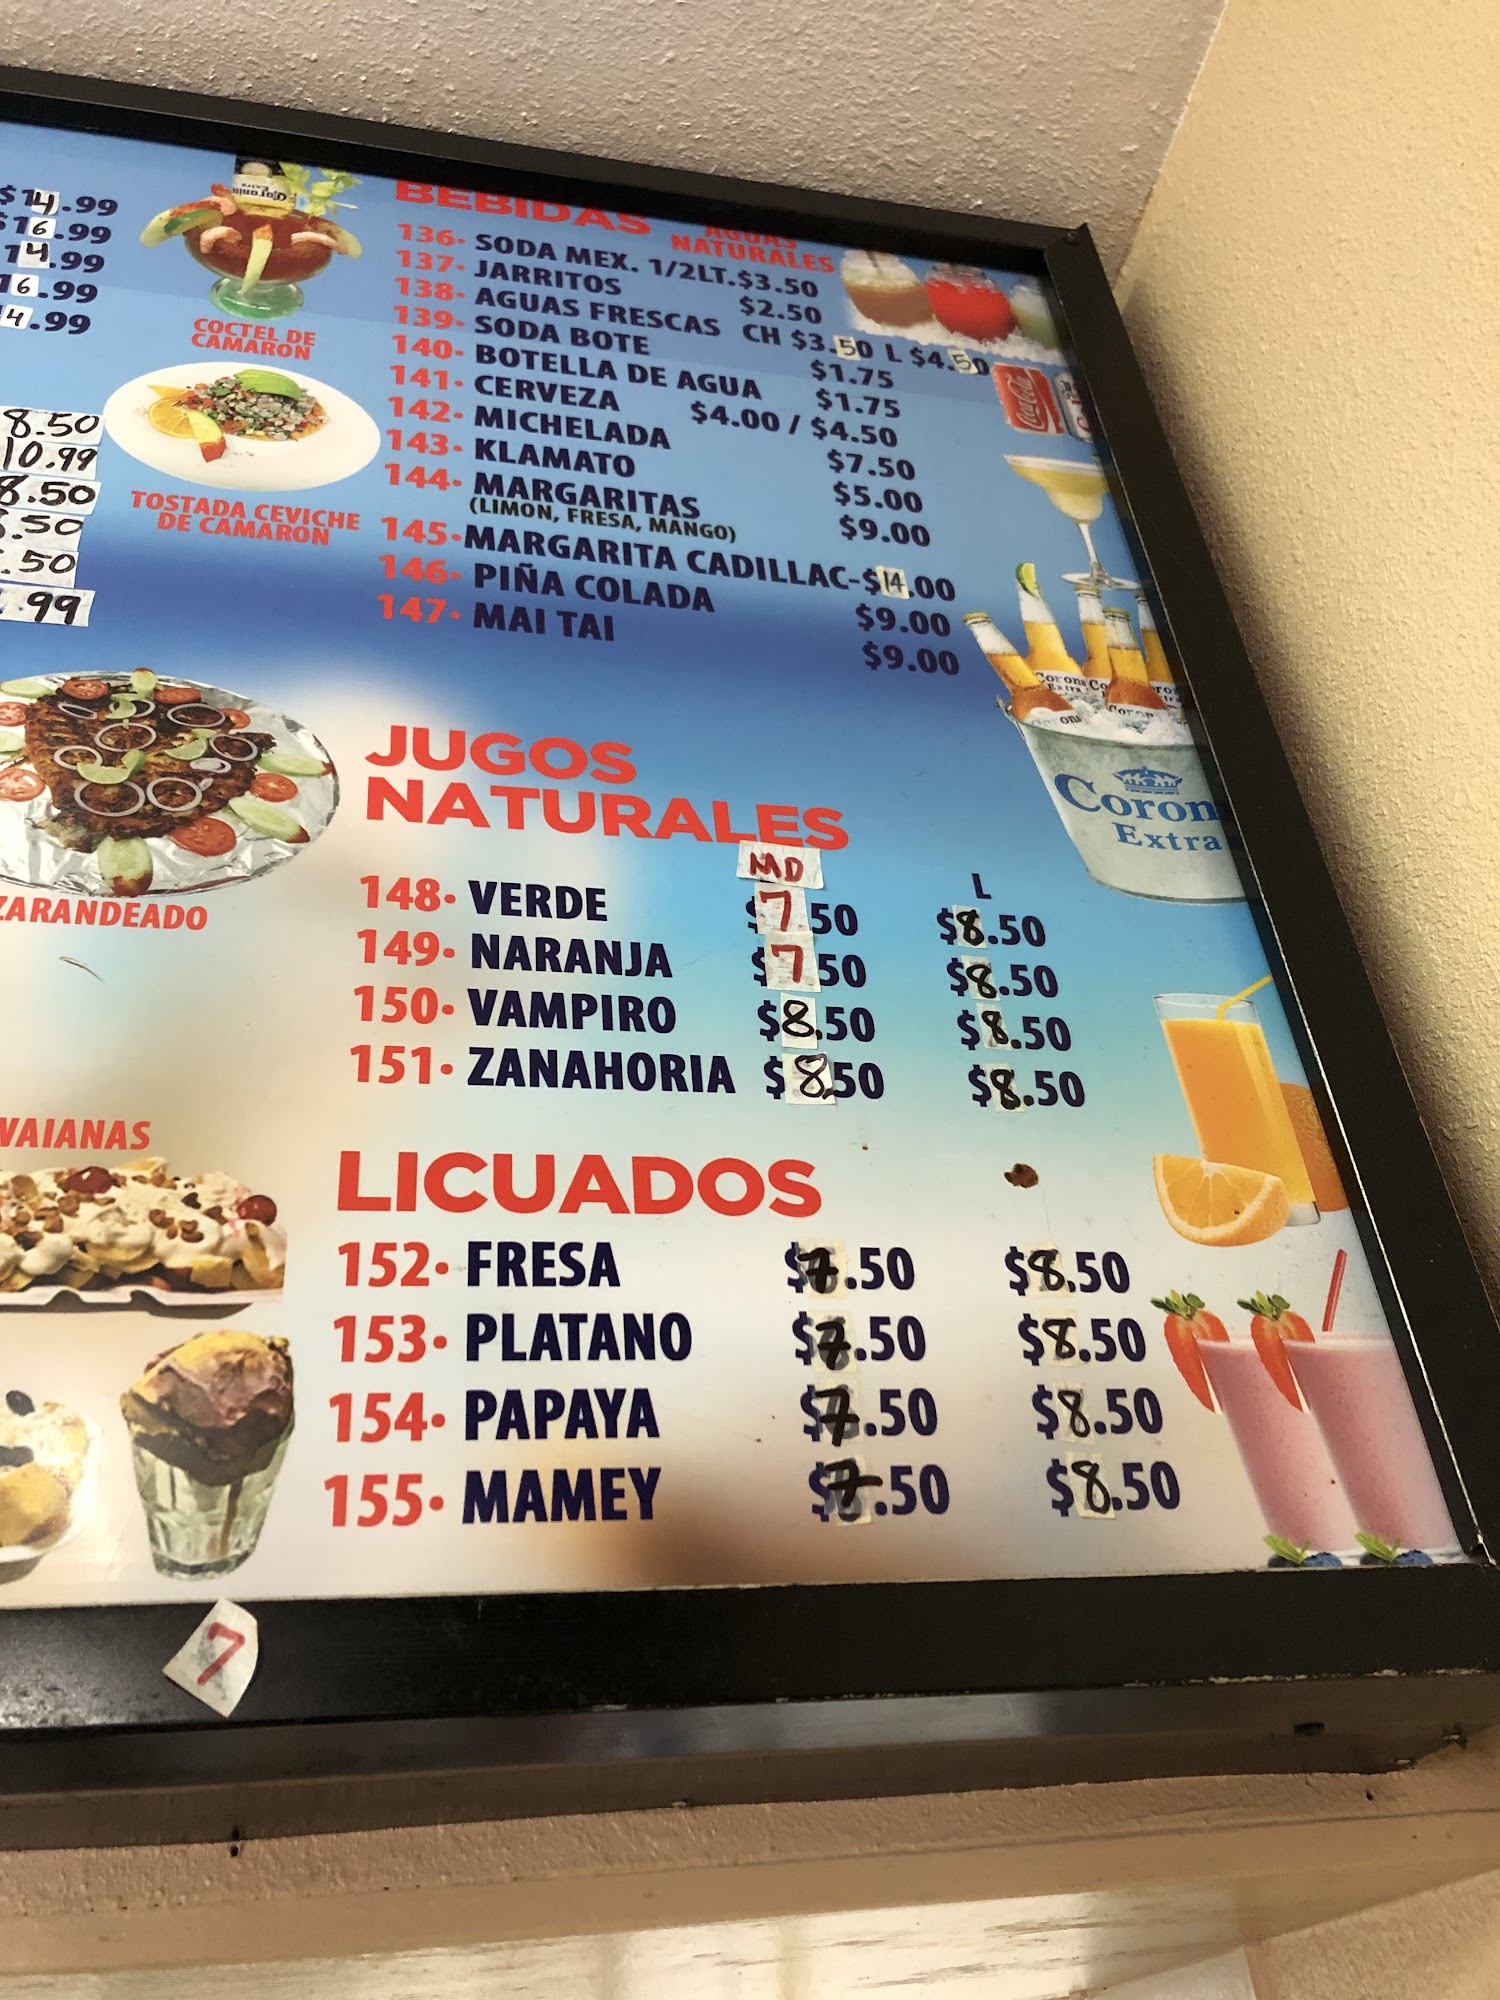 $14.99
$16.99
14.99
16.99
4.99
COCTEL DE
CAMARON
8.50
10.99
8.50
.50
.50
.99
TOSTADA CEVICHE
DE CAMARON
ZARANDEADO
BEBIDAS
AGUAS
NATURALES
136- SODA MEX. 1/2LT. $3.50
137- JARRITOS $2.50
138- AGUAS FRESCAS CH $3.50 L $4.50
139- SODA BOTE $1.75
140- BOTELLA DE AGUA $1.75
141- CERVEZA $4.00 / $4.50
142- MICHELADA $7.50
143- KLAMATO $5.00
144- MARGARITAS $9.00
(LIMON, FRESA, MANGO)
145- MARGARITA CADILLAC-$14.00
146- PIÑA COLADA $9.00
147- MAI TAI $9.00
Corona
Extra
JUGOS
NATURALES
MD L
148- VERDE $7.50 $8.50
149- NARANJA $7.50 $8.50
150- VAMPIRO $8.50 $8.50
151- ZANAHORIA $8.50 $8.50
WAIANAS
LICUADOS
152- FRESA $7.50 $8.50
153- PLATANO $7.50 $8.50
154- PAPAYA $7.50 $8.50
155- MAMEY $7.50 $8.50
7